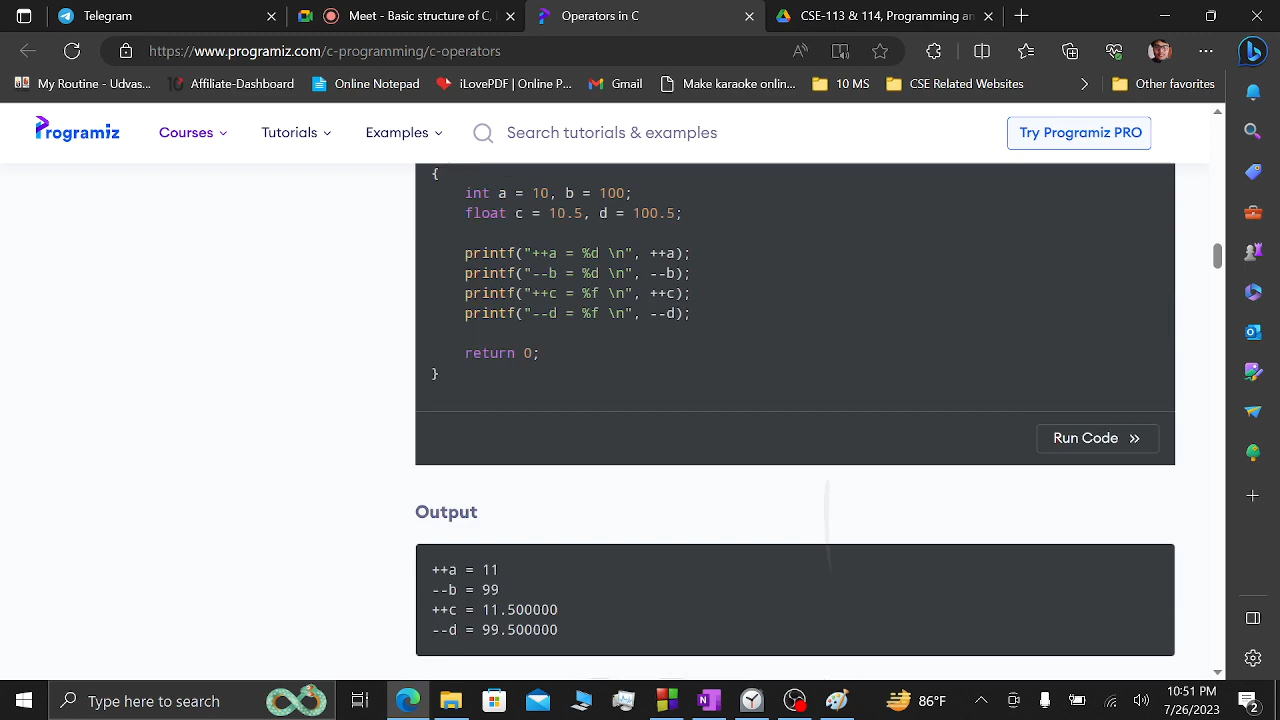 Telegram
Meet - Basic structure of C,
Operators in C
CSE-113 & 114, Programming an
https://www.programiz.com/c-programming/c-operators
My Routine - Udvas...
Affiliate-Dashboard
Online Notepad
iLovePDF | Online P...
Gmail
Make karaoke onlin...
10 MS
CSE Related Websites
Other favorites
Programiz
Courses
Tutorials
Examples
Search tutorials & examples
Try Programiz PRO
{
int a = 10, b = 100;
float c = 10.5, d = 100.5;
printf("++a = %d \n", ++a);
printf("--b = %d \n", --b);
printf("++c = %f \n", ++c);
printf("--d = %f \n", --d);
return 0;
}
Run Code »
Output
++a = 11
--b = 99
++c = 11.500000
--d = 99.500000
Type here to search
86°F
10:51 PM
7/26/2023
2